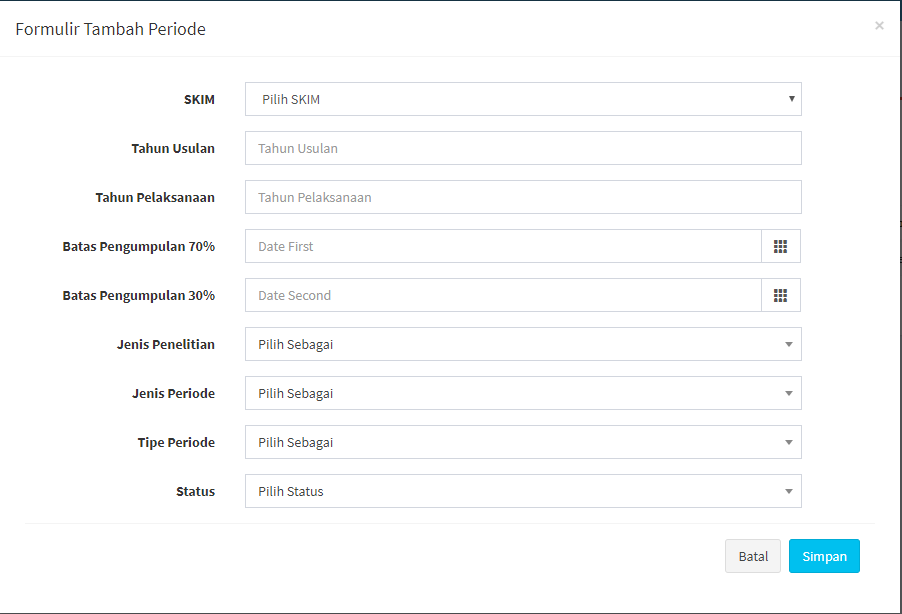 Formulir Tambah Periode ×
SKIM Pilih SKIM
Tahun Usulan Tahun Usulan
Tahun Pelaksanaan Tahun Pelaksanaan
Batas Pengumpulan 70% Date First
Batas Pengumpulan 30% Date Second
Jenis Penelitian Pilih Sebagai
Jenis Periode Pilih Sebagai
Tipe Periode Pilih Sebagai
Status Pilih Status
Batal Simpan